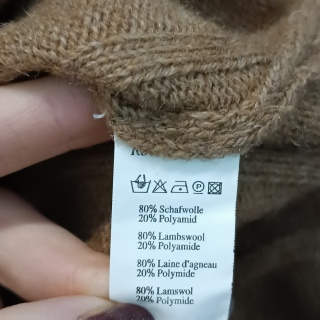 80% Schafwolle
20% Polyamid
80% Lambswool
20% Polyamide
80% Laine d'agneau
20% Polymide
80% Lamswol
20% Polymide